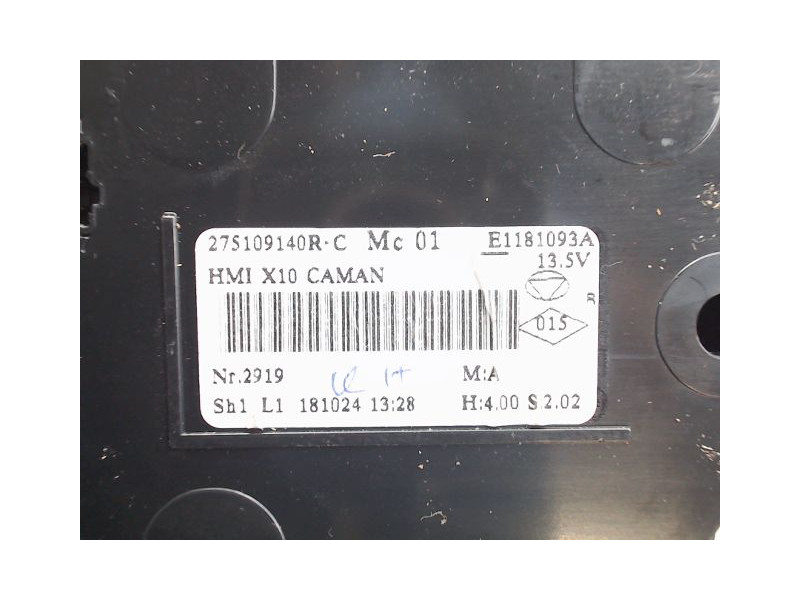 275109140R-C Mc 01 E1181093A
13.5V
HMI X10 CAMAN
R
015
Nr.2919 M:A
Sh1 L1 181024 13:28 H:4.00 S:2.02